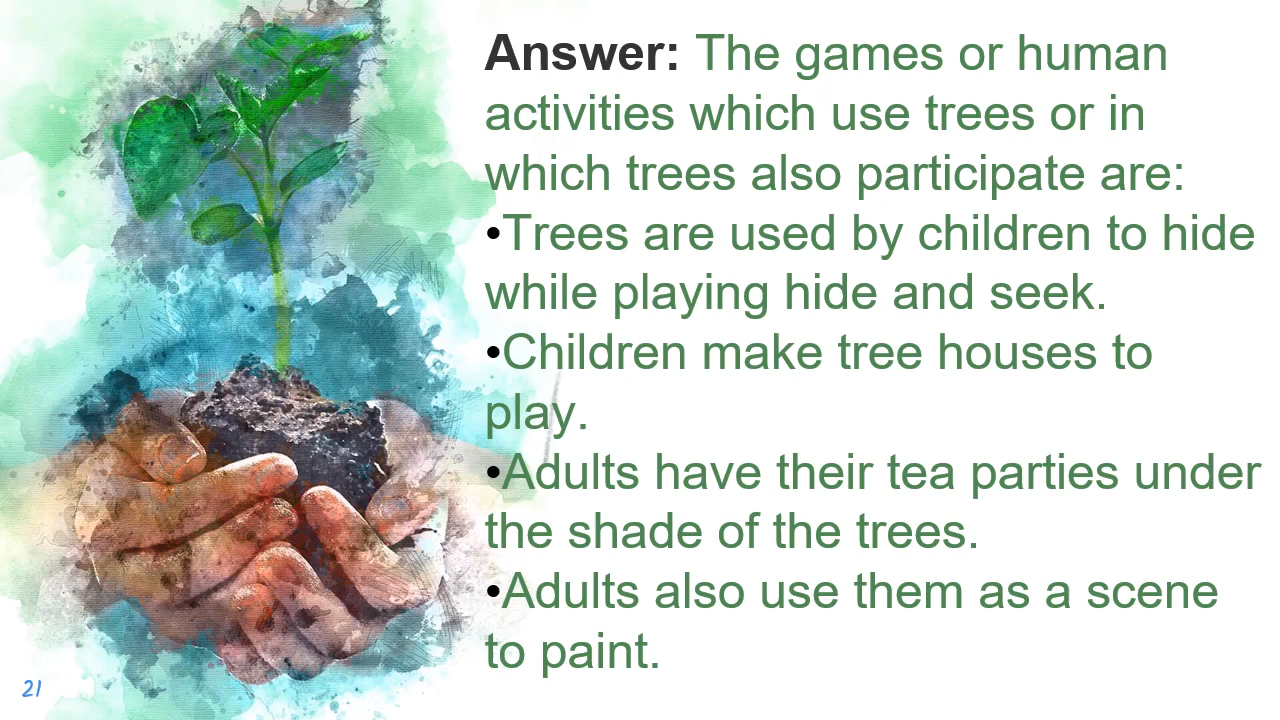 Answer: The games or human
activities which use trees or in
which trees also participate are:
•Trees are used by children to hide
while playing hide and seek.
•Children make tree houses to
play.
•Adults have their tea parties under
the shade of the trees.
•Adults also use them as a scene
to paint.
21